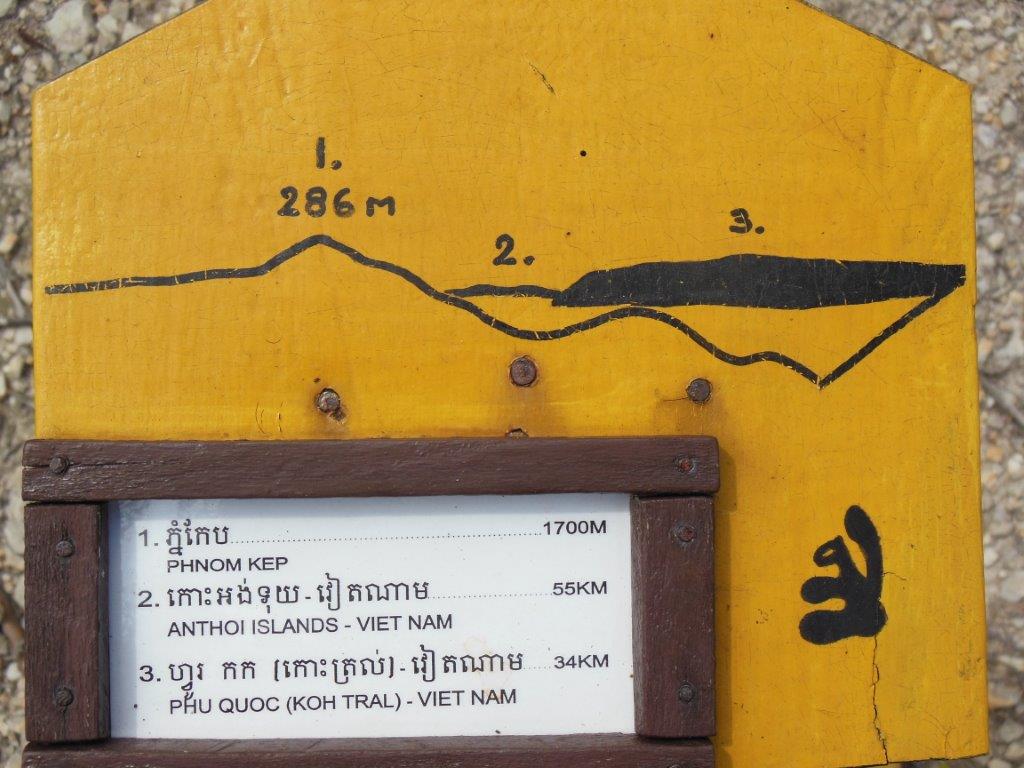 1.
286 m
2.
3.
1. ភ្នំកែប........................................1700M
PHNOM KEP
2. កោះអង់ទុយ - វៀតណាម........................55KM
ANTHOI ISLANDS - VIET NAM
3. ហ្វូរ កក [កោះត្រល់] - វៀតណាម.....34KM
PHU QUOC (KOH TRAL) - VIET NAM